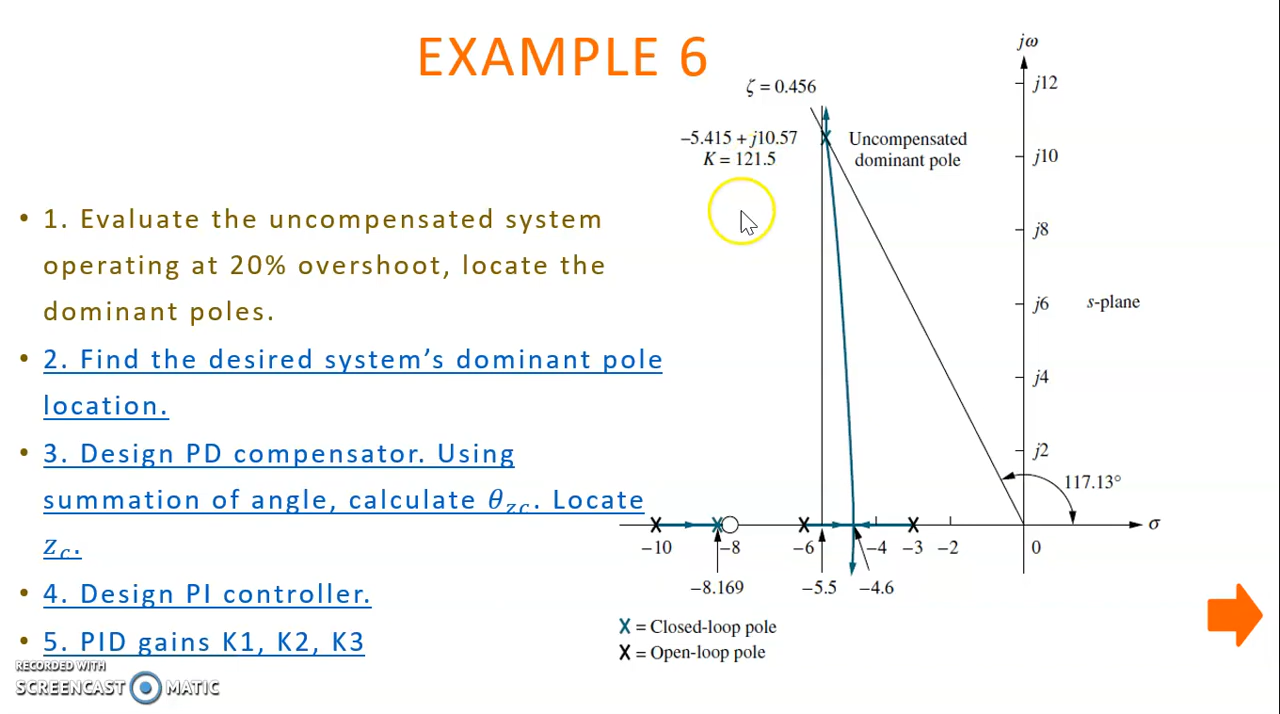 EXAMPLE 6
• 1. Evaluate the uncompensated system
operating at 20% overshoot, locate the
dominant poles.
• 2. Find the desired system’s dominant pole
location.
• 3. Design PD compensator. Using
summation of angle, calculate θ_zc. Locate
z_c.
• 4. Design PI controller.
• 5. PID gains K1, K2, K3
jω
ζ = 0.456
j12
−5.415 + j10.57
K = 121.5
Uncompensated
dominant pole
j10
j8
j6
s-plane
j4
j2
117.13°
σ
−10
−8
−6
−4
−3
−2
0
−8.169
−5.5
−4.6
X = Closed-loop pole
X = Open-loop pole
RECORDED WITH
SCREENCAST MATIC